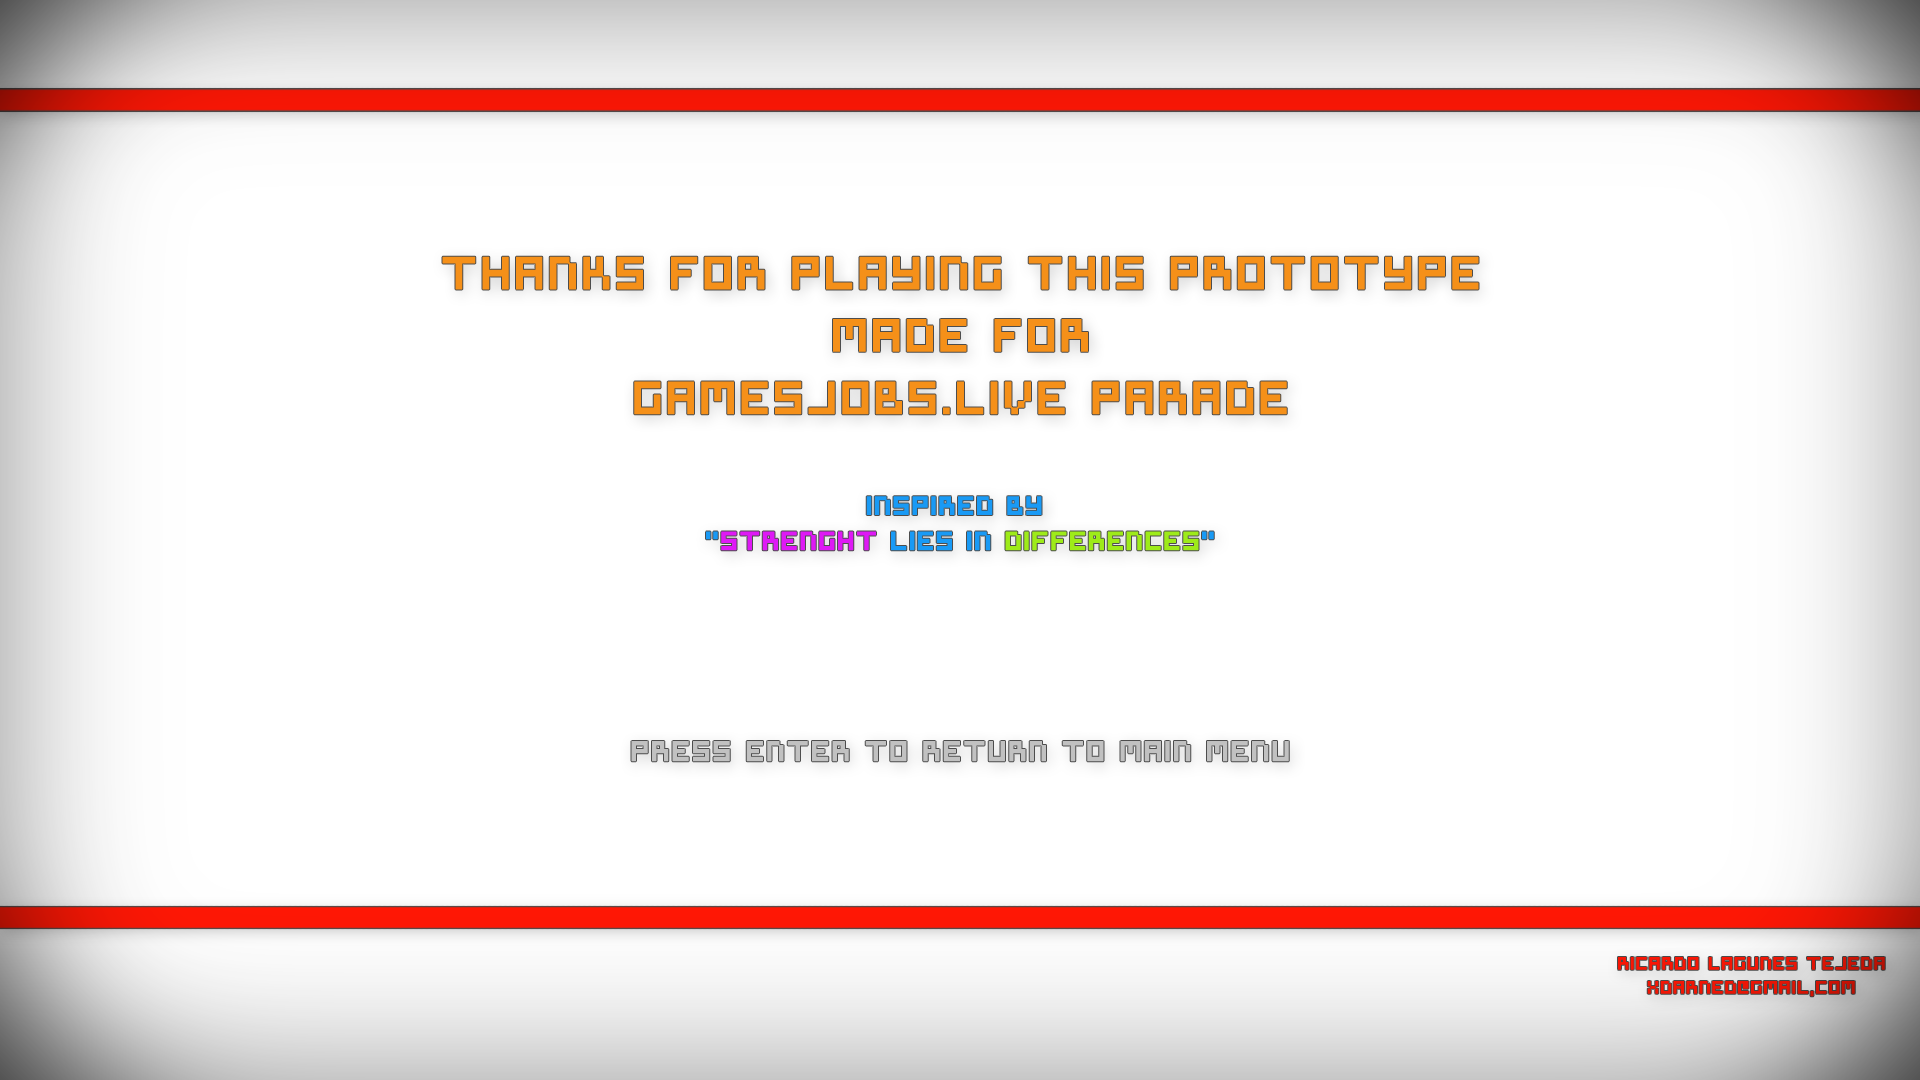 THANKS FOR PLAYING THIS PROTOTYPE
MADE FOR
GAMESJOBS.LIVE PARADE
INSPIRED BY
"STRENGHT LIES IN DIFFERENCES"
PRESS ENTER TO RETURN TO MAIN MENU
RICARDO LAGUNES TEJEDA
XDARNED@GMAIL,COM